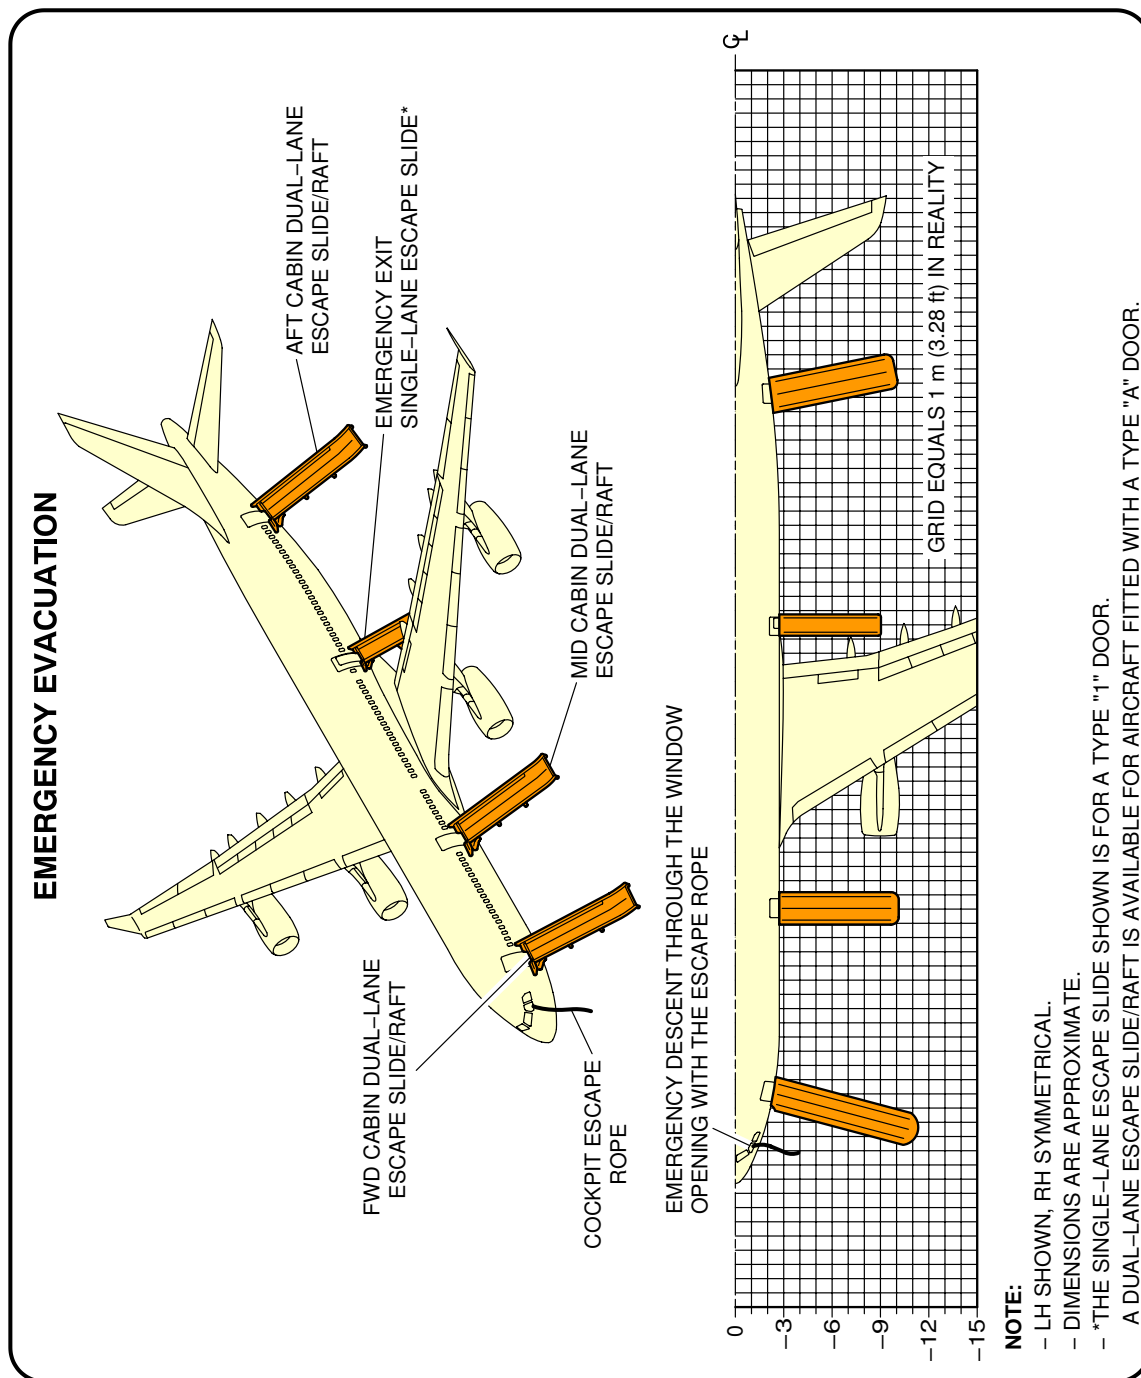 EMERGENCY EVACUATION
AFT CABIN DUAL−LANE
ESCAPE SLIDE/RAFT
EMERGENCY EXIT
SINGLE−LANE ESCAPE SLIDE*
MID CABIN DUAL−LANE
ESCAPE SLIDE/RAFT
FWD CABIN DUAL−LANE
ESCAPE SLIDE/RAFT
COCKPIT ESCAPE
ROPE
EMERGENCY DESCENT THROUGH THE WINDOW
OPENING WITH THE ESCAPE ROPE
℄
0
−3
−6
−9
−12
−15
GRID EQUALS 1 m (3.28 ft) IN REALITY
NOTE:
− LH SHOWN, RH SYMMETRICAL.
− DIMENSIONS ARE APPROXIMATE.
− *THE SINGLE−LANE ESCAPE SLIDE SHOWN IS FOR A TYPE "1" DOOR.
A DUAL−LANE ESCAPE SLIDE/RAFT IS AVAILABLE FOR AIRCRAFT FITTED WITH A TYPE "A" DOOR.